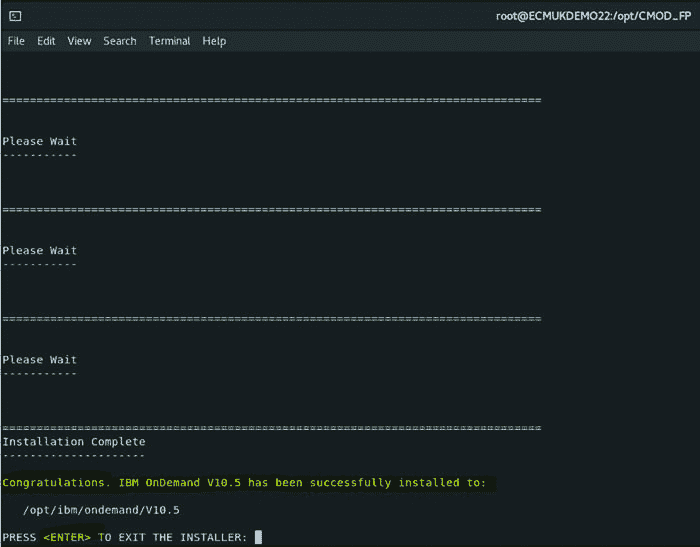 root@ECMUKDEMO22:/opt/CMOD_FP
File Edit View Search Terminal Help
===============================================================================
Please Wait
-----------
===============================================================================
Please Wait
-----------
===============================================================================
Please Wait
-----------
===============================================================================
Installation Complete
---------------------
Congratulations. IBM OnDemand V10.5 has been successfully installed to:
/opt/ibm/ondemand/V10.5
PRESS <ENTER> TO EXIT THE INSTALLER: